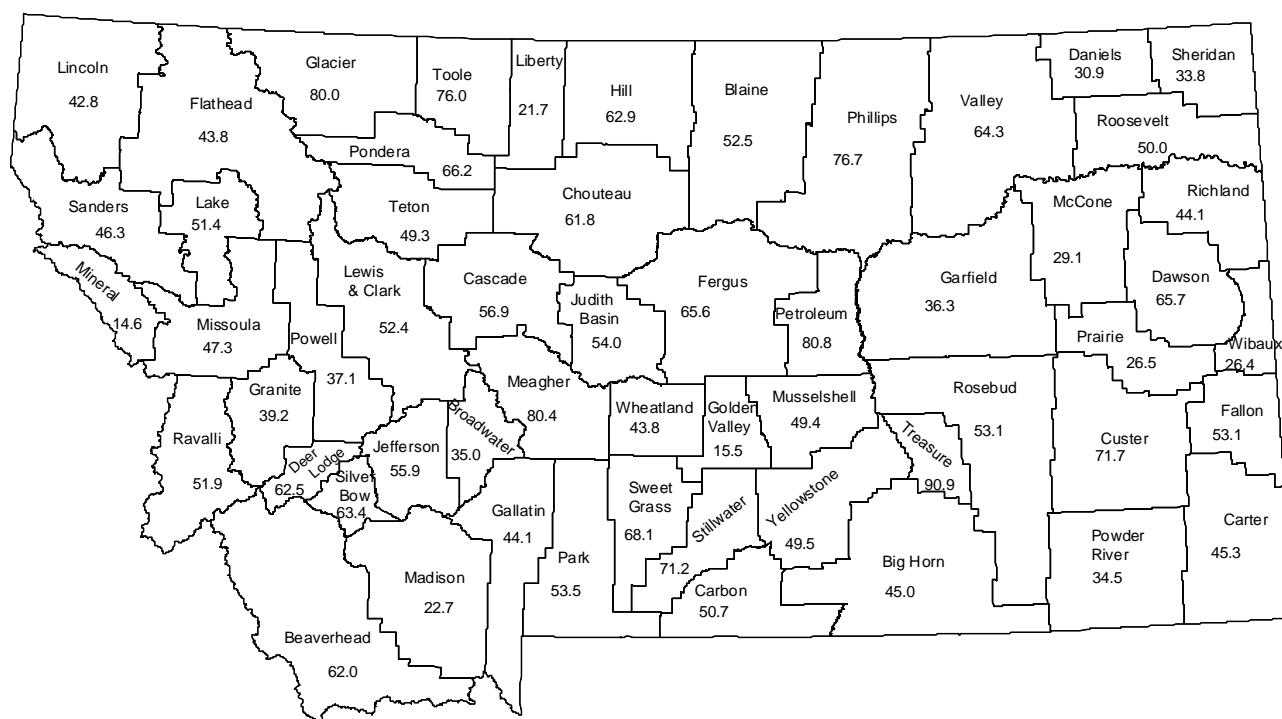 Lincoln
42.8
Flathead
43.8
Glacier
80.0
Toole
76.0
Liberty
21.7
Hill
62.9
Blaine
52.5
Phillips
76.7
Valley
64.3
Daniels
30.9
Sheridan
33.8
Roosevelt
50.0
Pondera
66.2
Chouteau
61.8
Teton
49.3
Sanders
46.3
Lake
51.4
McCone
29.1
Richland
44.1
Mineral
14.6
Missoula
47.3
Powell
37.1
Lewis
& Clark
52.4
Cascade
56.9
Judith
Basin
54.0
Fergus
65.6
Petroleum
80.8
Garfield
36.3
Dawson
65.7
Prairie
26.5
Wibaux
26.4
Granite
39.2
Meagher
80.4
Broadwater
35.0
Wheatland
43.8
Golden
Valley
15.5
Musselshell
49.4
Rosebud
53.1
Treasure
90.9
Custer
71.7
Fallon
53.1
Ravalli
51.9
Deer
Lodge
62.5
Silver
Bow
63.4
Jefferson
55.9
Gallatin
44.1
Park
53.5
Sweet
Grass
68.1
Stillwater
71.2
Yellowstone
49.5
Carbon
50.7
Big Horn
45.0
Powder
River
34.5
Carter
45.3
Madison
22.7
Beaverhead
62.0